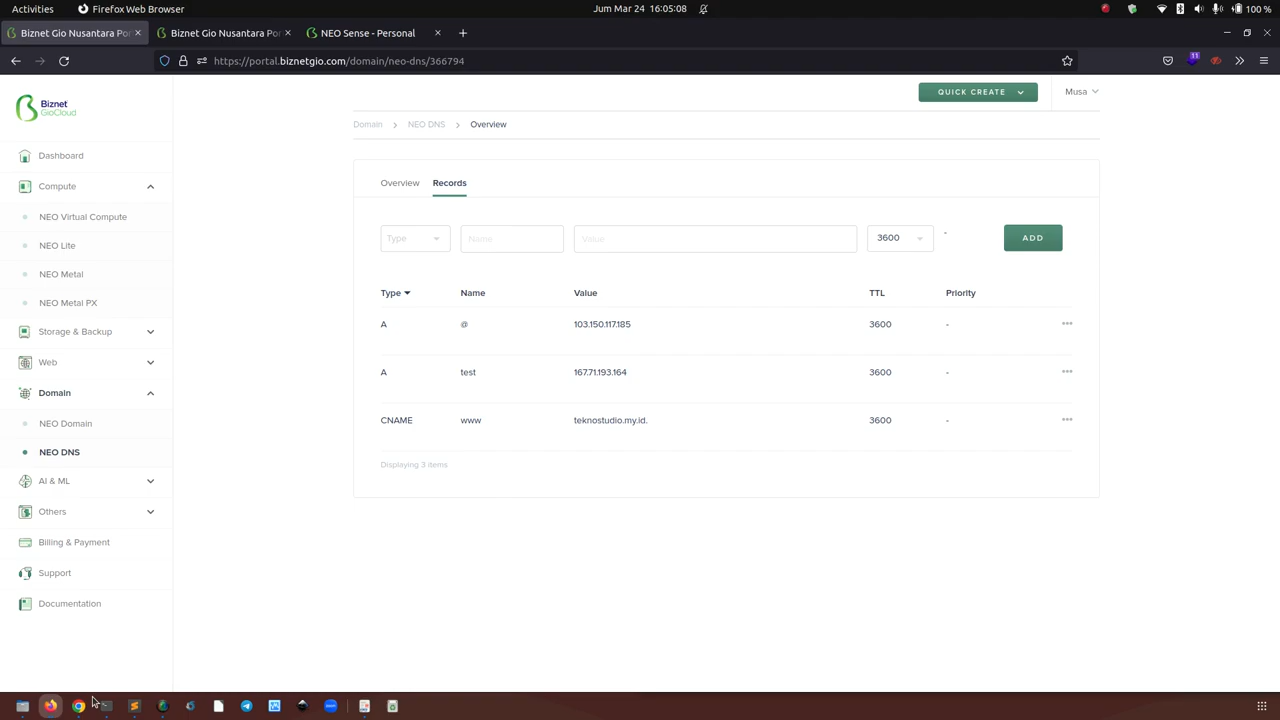 Activities Firefox Web Browser Jum Mar 24 16:05:08 100 %
Biznet Gio Nusantara Por Biznet Gio Nusantara Por NEO Sense - Personal
https://portal.biznetgio.com/domain/neo-dns/366794 11
Biznet
GioCloud
QUICK CREATE Musa
Domain NEO DNS Overview
Dashboard
Compute
NEO Virtual Compute
NEO Lite
NEO Metal
NEO Metal PX
Storage & Backup
Web
Domain
NEO Domain
NEO DNS
AI & ML
Others
Billing & Payment
Support
Documentation
Overview Records
Type Name Value 3600 - ADD
Type Name Value TTL Priority
A @ 103.150.117.185 3600 -
A test 167.71.193.164 3600 -
CNAME www teknostudio.my.id. 3600 -
Displaying 3 items